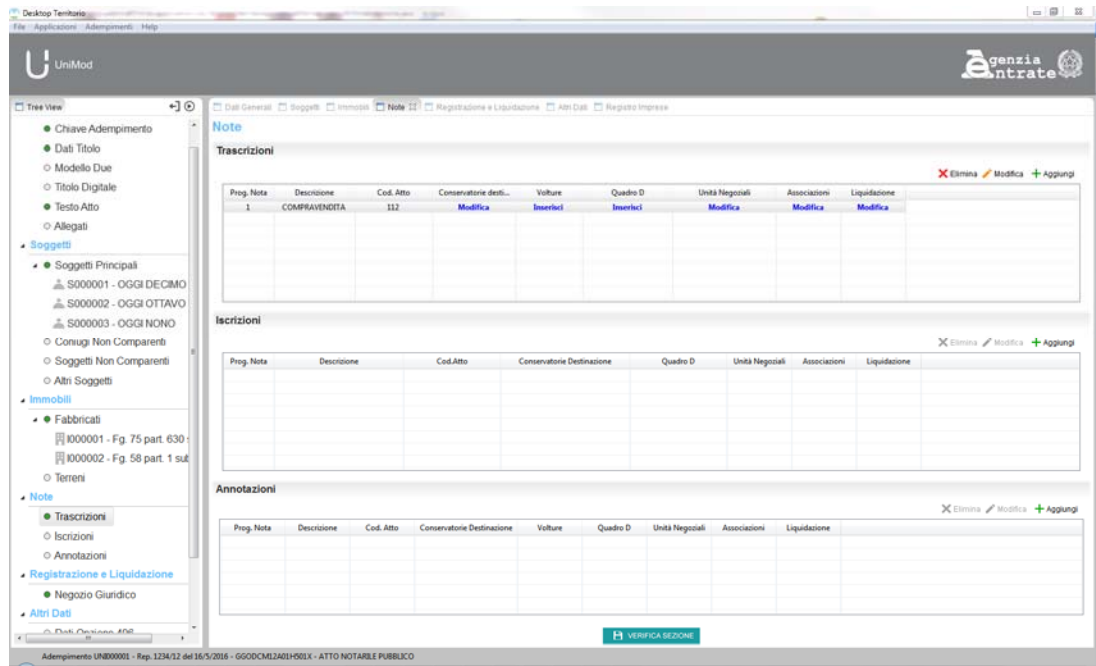 Desktop Territorio
File Applicazioni Adempimenti Help
UniMod
agenzia
entrate
Tree View
Chiave Adempimento
Dati Titolo
Modello Due
Titolo Digitale
Testo Atto
Allegati
Soggetti
Soggetti Principali
S000001 - OGGI DECIMO
S000002 - OGGI OTTAVO
S000003 - OGGI NONO
Coniugi Non Comparenti
Soggetti Non Comparenti
Altri Soggetti
Immobili
Fabbricati
I000001 - Fg. 75 part. 630
I000002 - Fg. 58 part. 1 sub
Terreni
Note
Trascrizioni
Iscrizioni
Annotazioni
Registrazione e Liquidazione
Negozio Giuridico
Altri Dati
Dati Opzione 496
Dati Generali Soggetti Immobili Note Registrazione e Liquidazione Altri Dati Registro Imprese
Note
Trascrizioni
Elimina Modifica Aggiungi
Prog. Nota Descrizione Cod. Atto Conservatorie desti... Volture Quadro D Unità Negoziali Associazioni Liquidazione
1 COMPRAVENDITA 112 Modifica Inserisci Inserisci Modifica Modifica Modifica
Iscrizioni
Elimina Modifica Aggiungi
Prog. Nota Descrizione Cod.Atto Conservatorie Destinazione Quadro D Unità Negoziali Associazioni Liquidazione
Annotazioni
Elimina Modifica Aggiungi
Prog. Nota Descrizione Cod. Atto Conservatorie Destinazione Volture Quadro D Unità Negoziali Associazioni Liquidazione
VERIFICA SEZIONE
Adempimento UNI000001 - Rep. 1234/12 del 16/5/2016 - GGODCM12A01H501X - ATTO NOTARILE PUBBLICO